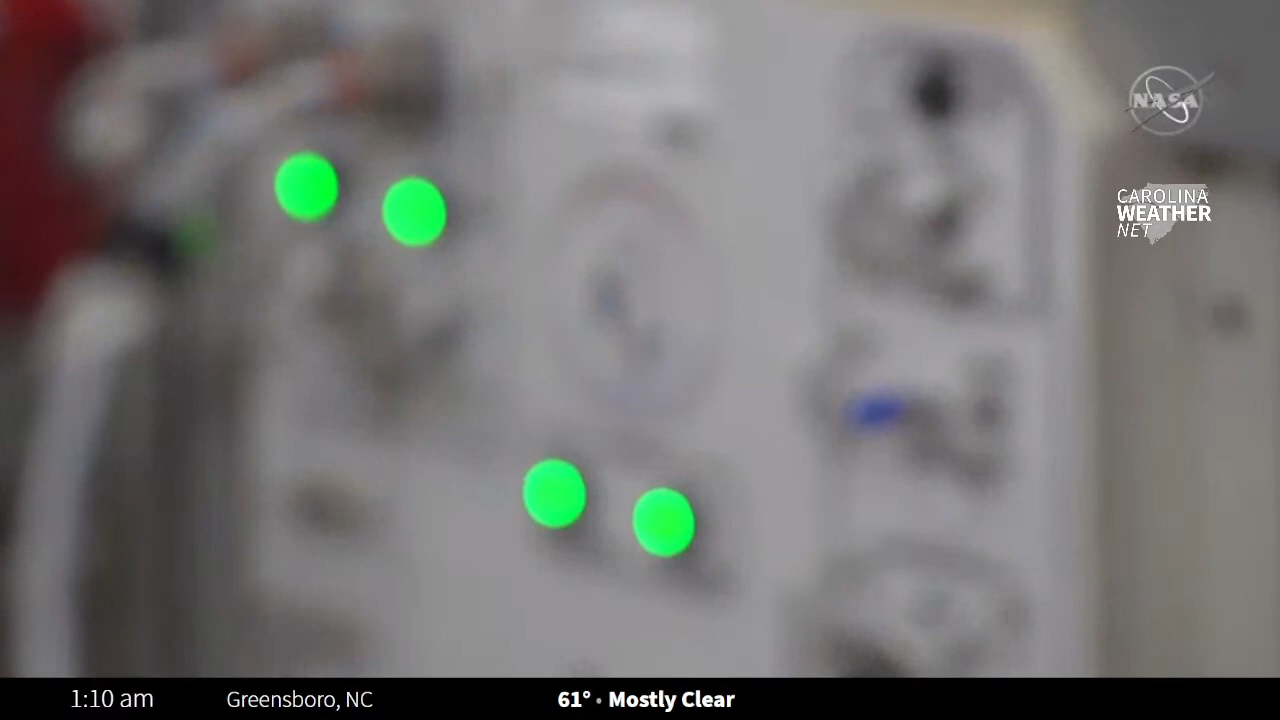 NASA
CAROLINA
WEATHER
NET
1:10 am Greensboro, NC 61° • Mostly Clear